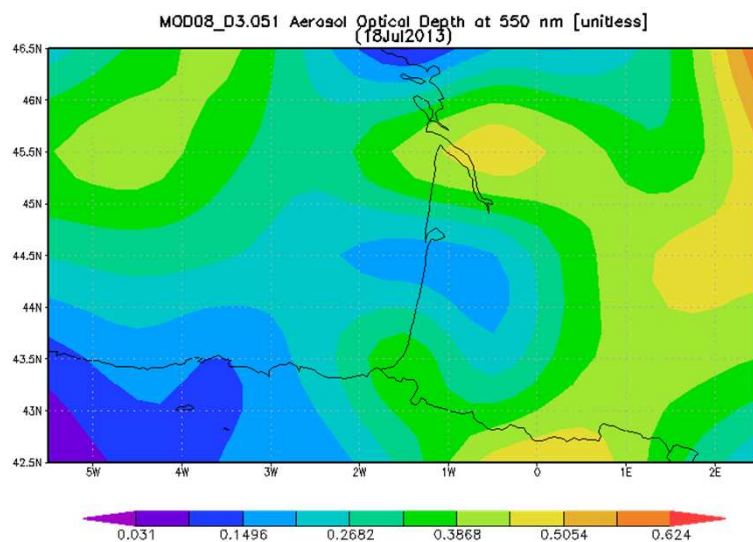 MOD08_D3.051 Aerosol Optical Depth at 550 nm [unitless]
(18Jul2013)
46.5N
46N
45.5N
45N
44.5N
44N
43.5N
43N
42.5N
5W 4W 3W 2W 1W 0 1E 2E
0.031 0.1496 0.2682 0.3868 0.5054 0.624